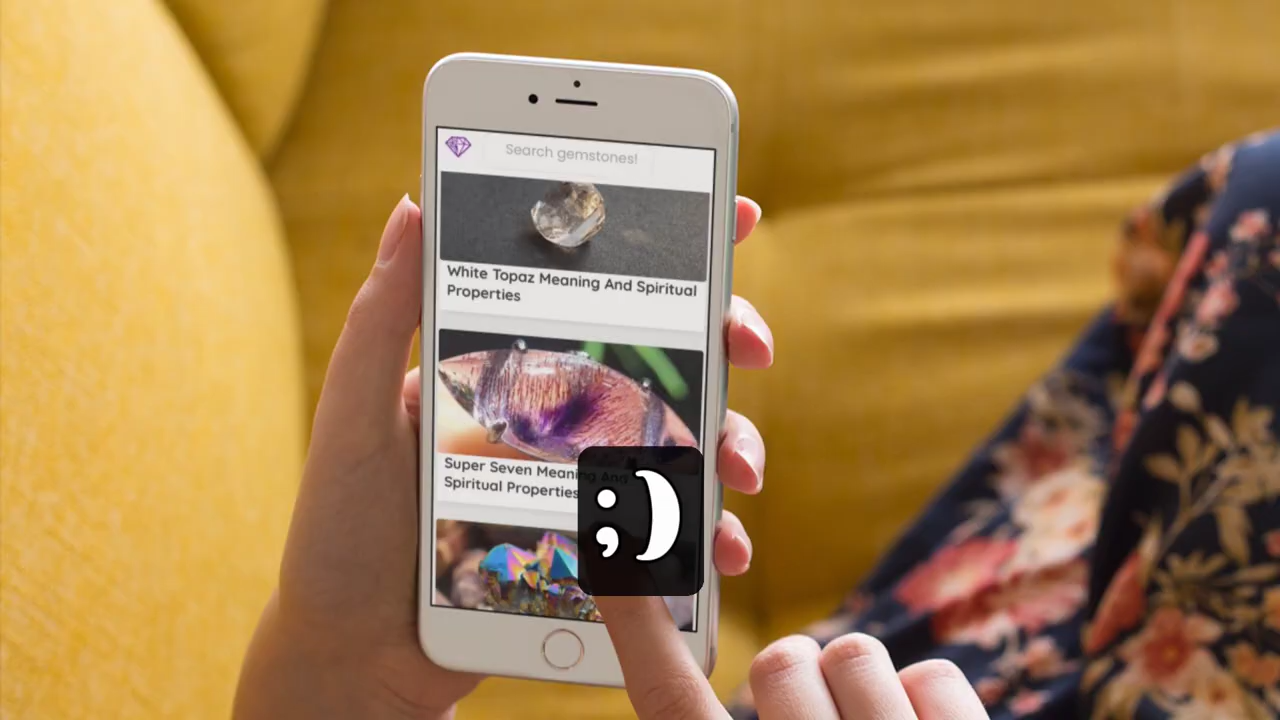 Search gemstones!
White Topaz Meaning And Spiritual
Properties
Super Seven Meaning And
Spiritual Properties
;)